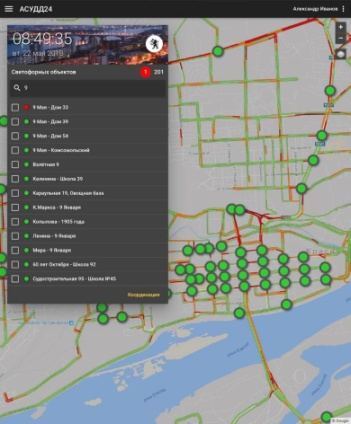 АСУДД24
Александр Иванов
08:49:35
вт. 22 мая 2019
Светофорных объектов 1 201
9
9 Мая - Дом 33
9 Мая - Дом 39
9 Мая - Дом 54
9 Мая - Комсомольский
Взлётная 9
Калинина - Школа 39
Караульная 19, Овощная база
К.Маркса - 9 Января
Копылова - 1905 года
Ленина - 9 Января
Мира - 9 Января
60 лет Октября - Школа 92
Судостроительная 95 - Школа №45
Координация
© Google